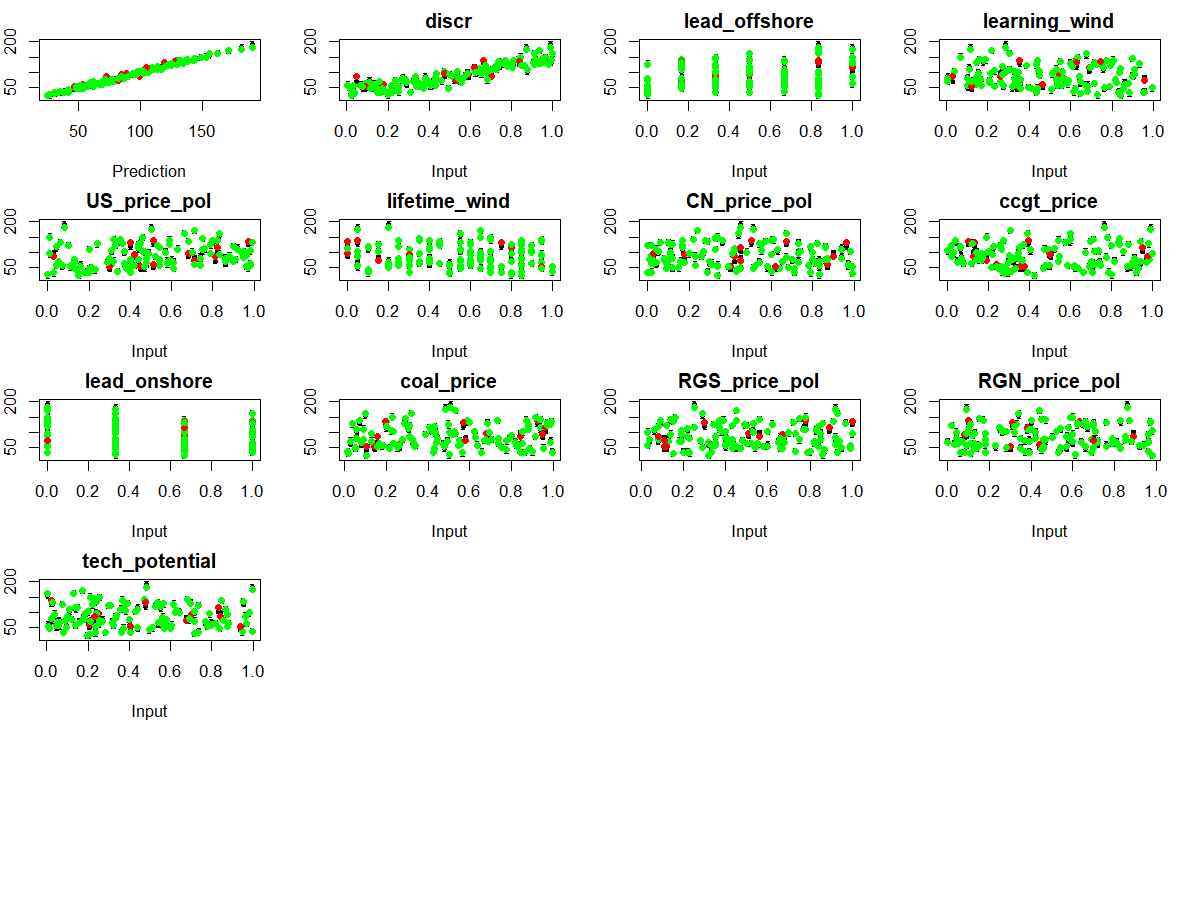 discr lead_offshore learning_wind
50 200 50 200 50 200 50 200
50 100 150 0.0 0.2 0.4 0.6 0.8 1.0 0.0 0.2 0.4 0.6 0.8 1.0 0.0 0.2 0.4 0.6 0.8 1.0
Prediction Input Input Input
US_price_pol lifetime_wind CN_price_pol ccgt_price
50 200 50 200 50 200 50 200
0.0 0.2 0.4 0.6 0.8 1.0 0.0 0.2 0.4 0.6 0.8 1.0 0.0 0.2 0.4 0.6 0.8 1.0 0.0 0.2 0.4 0.6 0.8 1.0
Input Input Input Input
lead_onshore coal_price RGS_price_pol RGN_price_pol
50 200 50 200 50 200 50 200
0.0 0.2 0.4 0.6 0.8 1.0 0.0 0.2 0.4 0.6 0.8 1.0 0.0 0.2 0.4 0.6 0.8 1.0 0.0 0.2 0.4 0.6 0.8 1.0
Input Input Input Input
tech_potential
50 200
0.0 0.2 0.4 0.6 0.8 1.0
Input